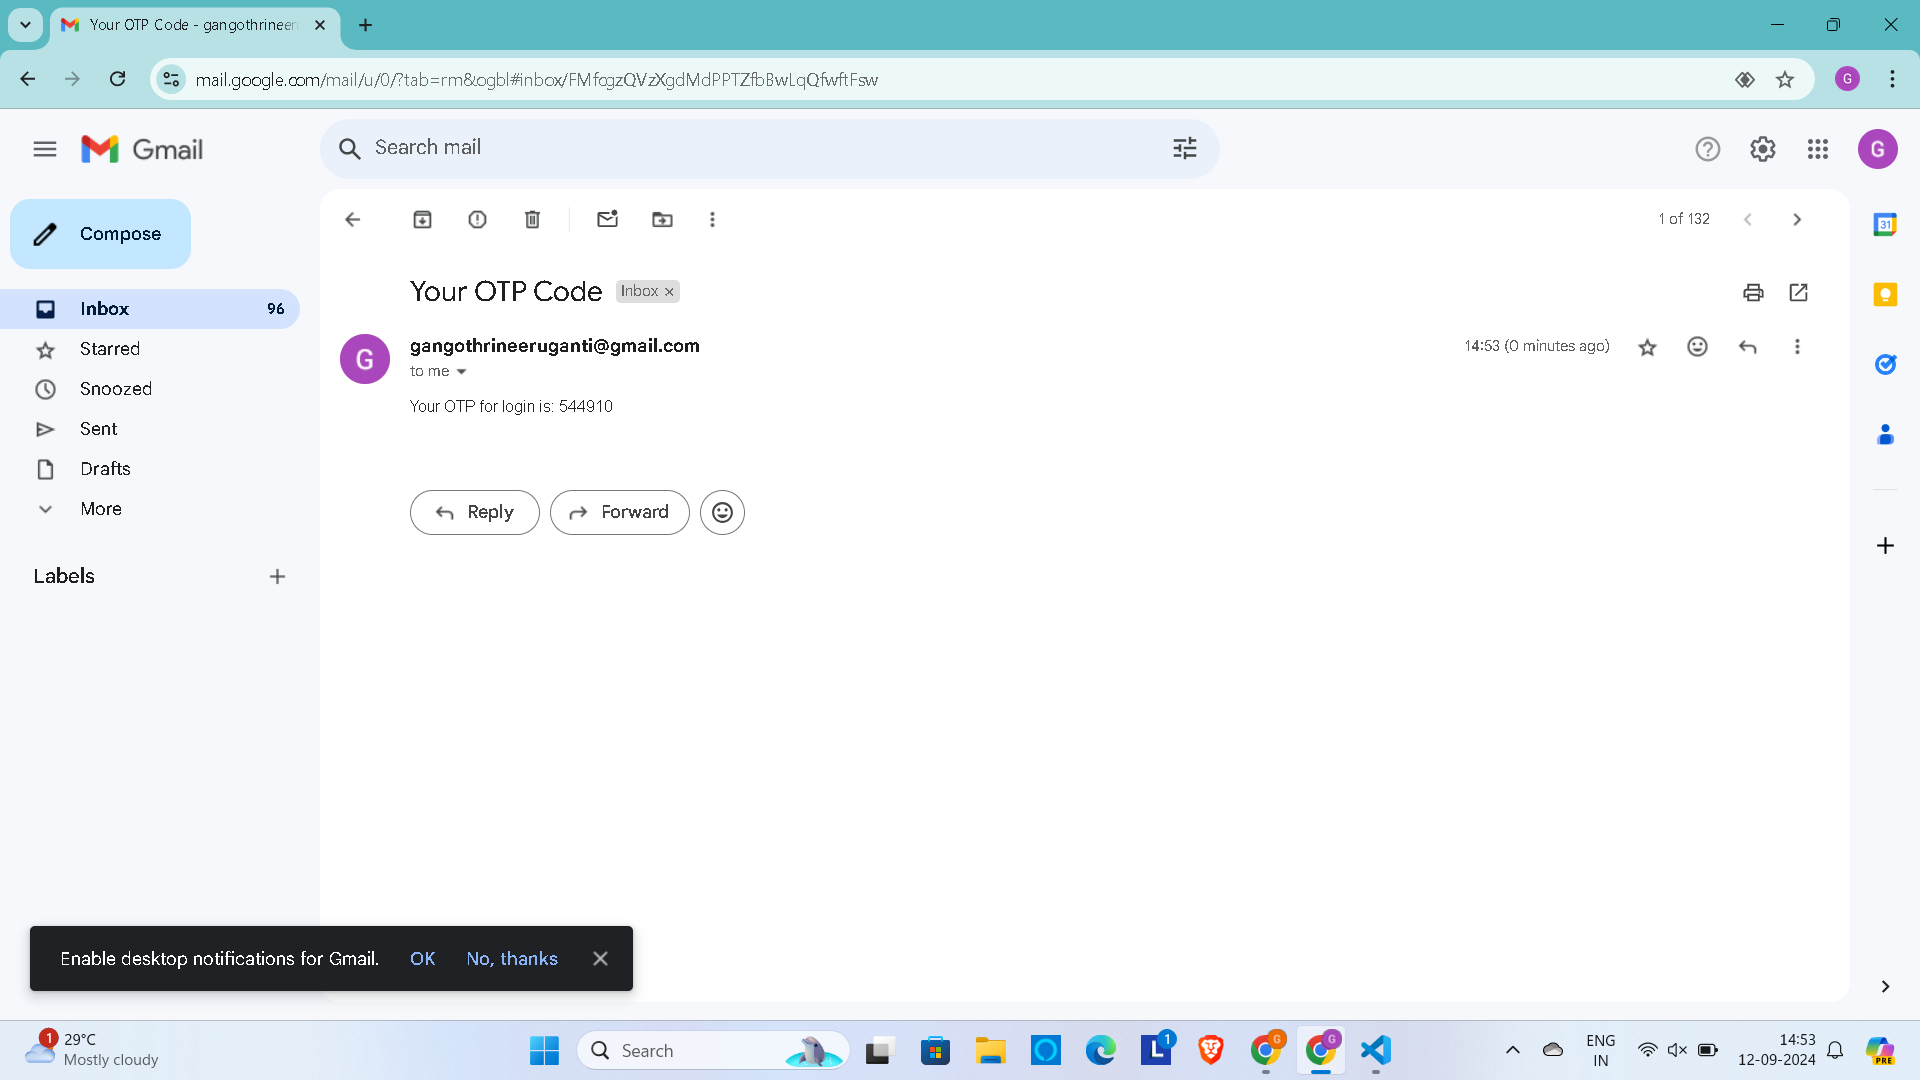 Your OTP Code - gangothrineer
mail.google.com/mail/u/0/?tab=rm&ogbl#inbox/FMfcgzQVzXgdMdPPTZfbBwLqQfwftFsw
G
Gmail
Search mail
G
Compose
1 of 132
31
Your OTP Code Inbox ×
Inbox 96
Starred
Snoozed
Sent
Drafts
More
Labels
G
gangothrineeruganti@gmail.com
14:53 (0 minutes ago)
to me
Your OTP for login is: 544910
Reply
Forward
Enable desktop notifications for Gmail. OK No, thanks
1
29°C
Mostly cloudy
Search
L
1
G
G
ENG
IN
14:53
12-09-2024
PRE